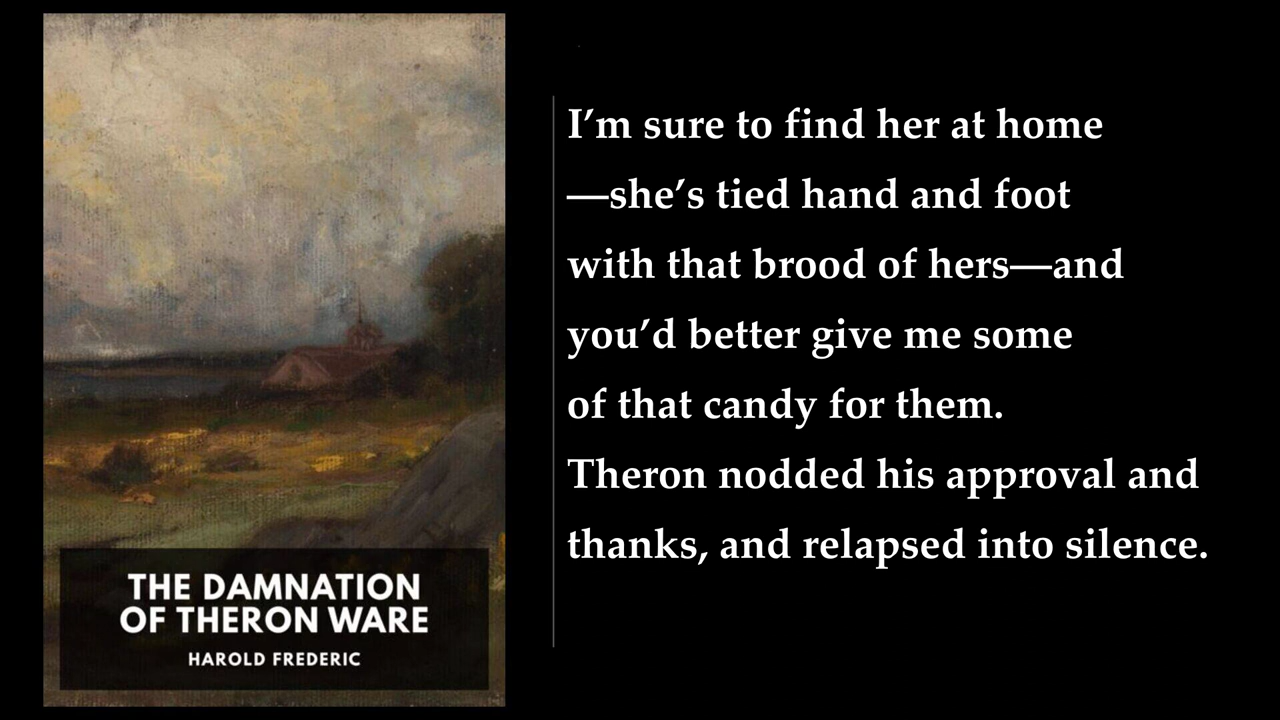 I’m sure to find her at home
—she’s tied hand and foot
with that brood of hers—and
you’d better give me some
of that candy for them.
Theron nodded his approval and
thanks, and relapsed into silence.
THE DAMNATION
OF THERON WARE
HAROLD FREDERIC